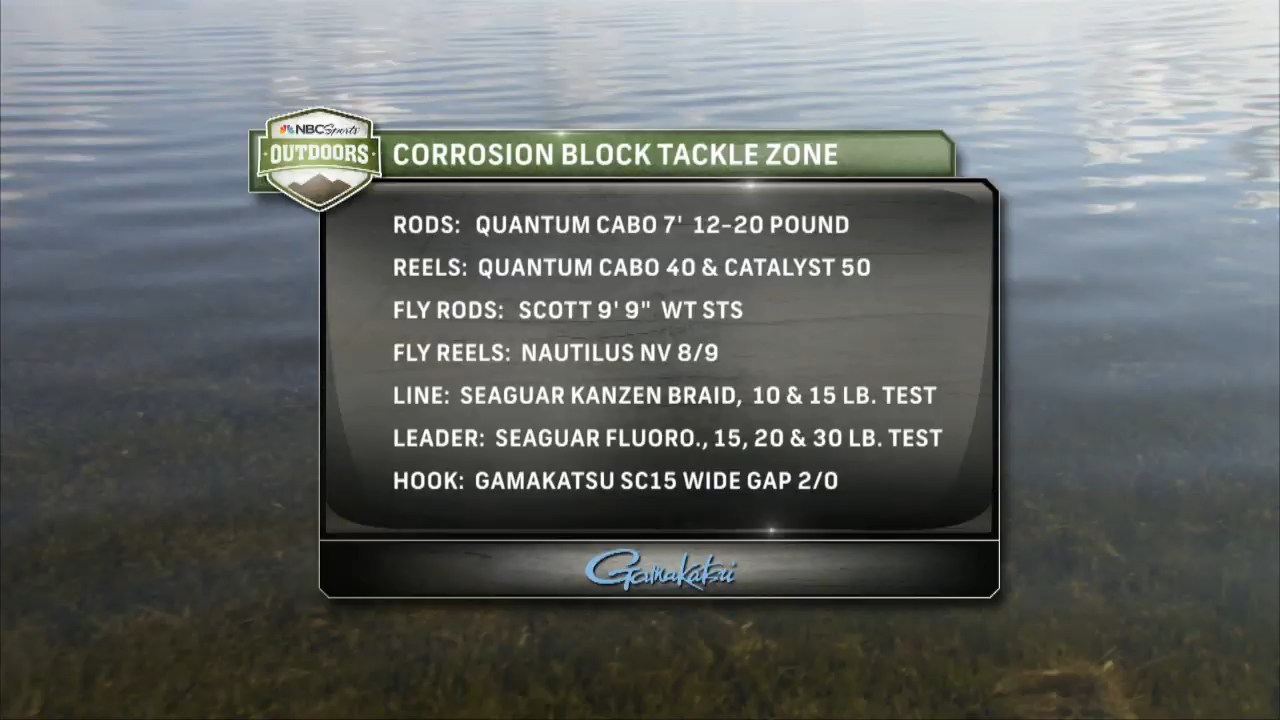 NBC Sports
OUTDOORS
CORROSION BLOCK TACKLE ZONE
RODS: QUANTUM CABO 7' 12-20 POUND
REELS: QUANTUM CABO 40 & CATALYST 50
FLY RODS: SCOTT 9' 9" WT STS
FLY REELS: NAUTILUS NV 8/9
LINE: SEAGUAR KANZEN BRAID, 10 & 15 LB. TEST
LEADER: SEAGUAR FLUORO., 15, 20 & 30 LB. TEST
HOOK: GAMAKATSU SC15 WIDE GAP 2/0
Gamakatsu